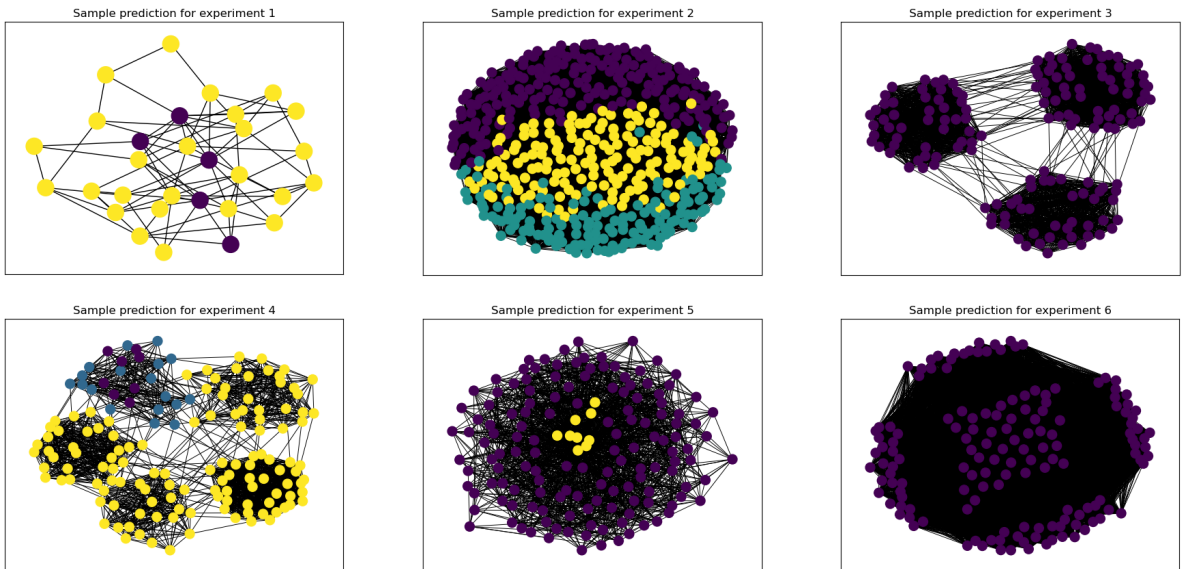 Sample prediction for experiment 1
Sample prediction for experiment 2
Sample prediction for experiment 3
Sample prediction for experiment 4
Sample prediction for experiment 5
Sample prediction for experiment 6